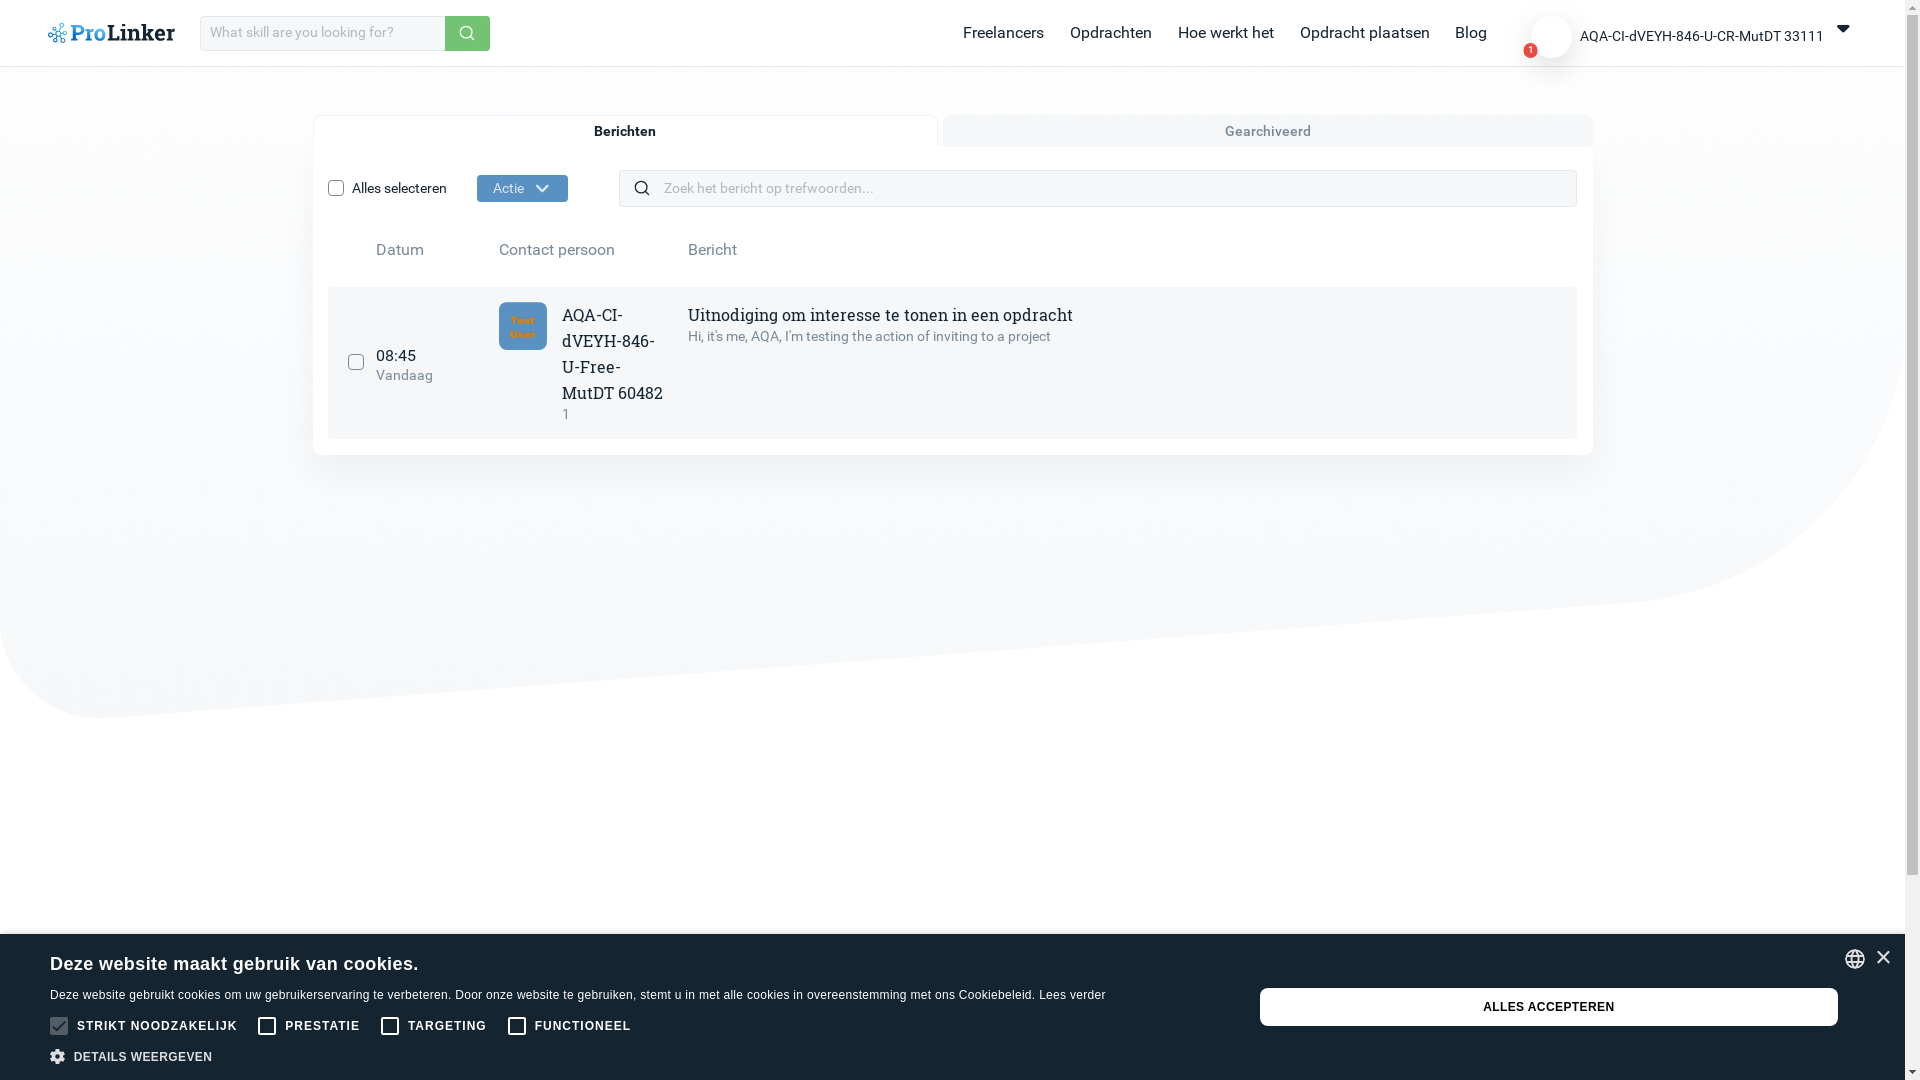 ProLinker
What skill are you looking for?
Freelancers
Opdrachten
Hoe werkt het
Opdracht plaatsen
Blog
1
AQA-CI-dVEYH-846-U-CR-MutDT 33111
Berichten
Gearchiveerd
Alles selecteren
Actie
Zoek het bericht op trefwoorden...
Datum
Contact persoon
Bericht
08:45
Vandaag
Test
User
AQA-CI-
dVEYH-846-
U-Free-
MutDT 60482
1
Uitnodiging om interesse te tonen in een opdracht
Hi, it's me, AQA, I'm testing the action of inviting to a project
Deze website maakt gebruik van cookies.
Deze website gebruikt cookies om uw gebruikerservaring te verbeteren. Door onze website te gebruiken, stemt u in met alle cookies in overeenstemming met ons Cookiebeleid. Lees verder
STRIKT NOODZAKELIJK
PRESTATIE
TARGETING
FUNCTIONEEL
DETAILS WEERGEVEN
ALLES ACCEPTEREN
×